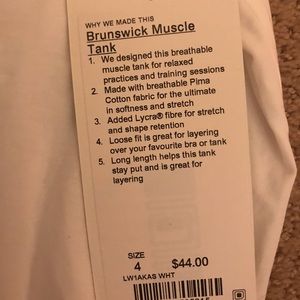 WHY WE MADE THIS
Brunswick Muscle
Tank
1. We designed this breathable
muscle tank for relaxed
practices and training sessions
2. Made with breathable Pima
Cotton fabric for the ultimate
in softness and stretch
3. Added Lycra® fibre for stretch
and shape retention
4. Loose fit is great for layering
over your favourite bra or tank
5. Long length helps this tank
stay put and is great for
layering
SIZE
4 $44.00
LW1AKAS WHT